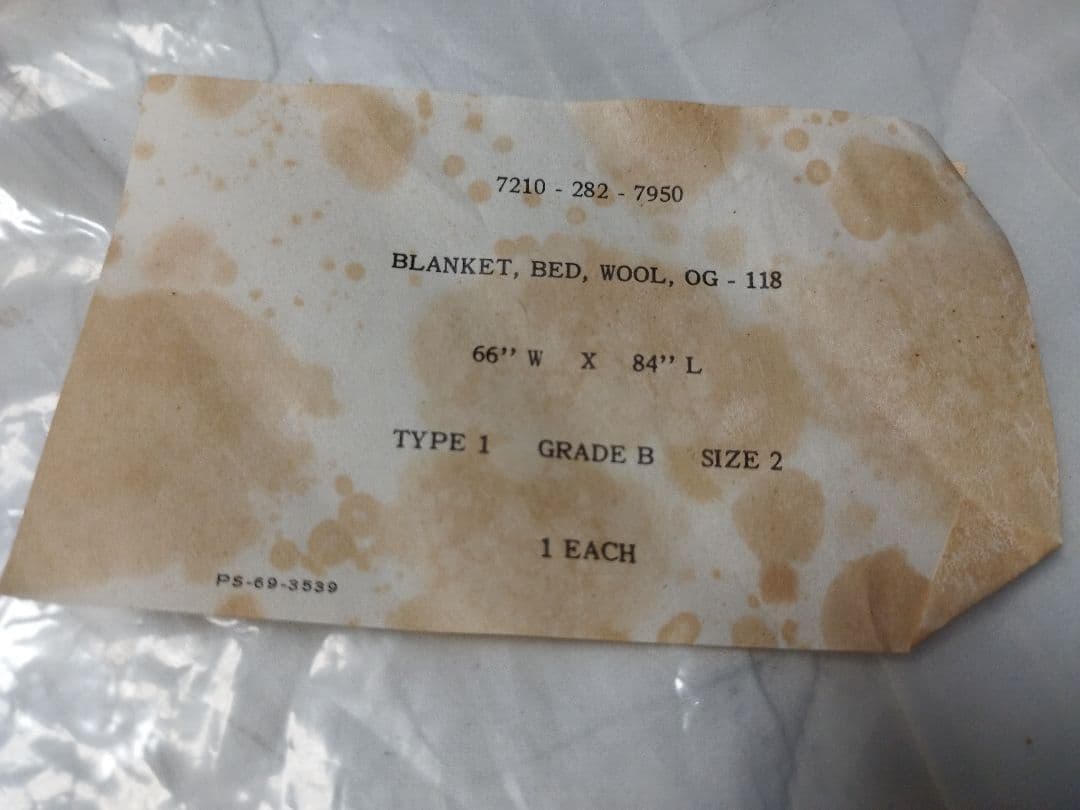 7210 - 282 - 7950
BLANKET, BED, WOOL, OG - 118
66’’ W X 84’’ L
TYPE 1 GRADE B SIZE 2
1 EACH
PS-69-3539